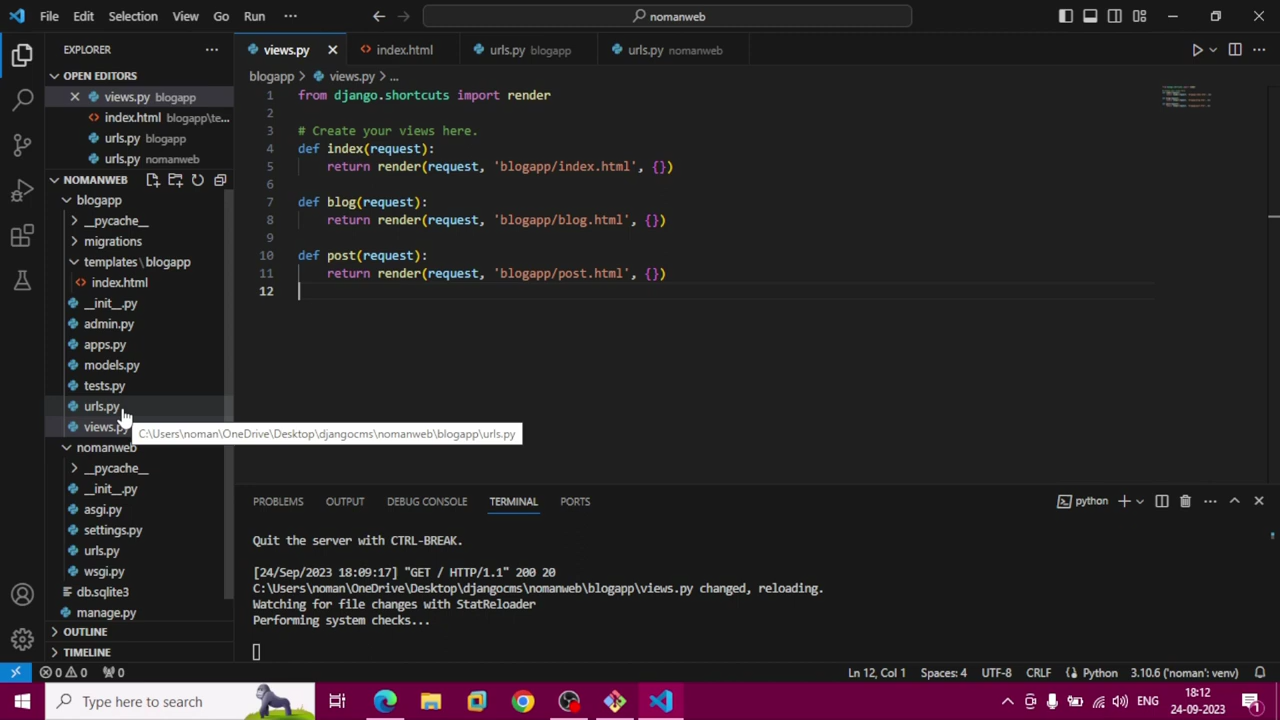 File Edit Selection View Go Run ··· nomanweb
EXPLORER ···
OPEN EDITORS
views.py blogapp
index.html blogapp\te...
urls.py blogapp
urls.py nomanweb
NOMANWEB
blogapp
__pycache__
migrations
templates\blogapp
index.html
__init__.py
admin.py
apps.py
models.py
tests.py
urls.py
views.py
nomanweb
__pycache__
__init__.py
asgi.py
settings.py
urls.py
wsgi.py
db.sqlite3
manage.py
OUTLINE
TIMELINE
C:\Users\noman\OneDrive\Desktop\djangocms\nomanweb\blogapp\urls.py
views.py index.html urls.py blogapp urls.py nomanweb
blogapp > views.py > ...
1 from django.shortcuts import render
2
3 # Create your views here.
4 def index(request):
5 return render(request, 'blogapp/index.html', {})
6
7 def blog(request):
8 return render(request, 'blogapp/blog.html', {})
9
10 def post(request):
11 return render(request, 'blogapp/post.html', {})
12
PROBLEMS OUTPUT DEBUG CONSOLE TERMINAL PORTS python
Quit the server with CTRL-BREAK.
[24/Sep/2023 18:09:17] "GET / HTTP/1.1" 200 20
C:\Users\noman\OneDrive\Desktop\djangocms\nomanweb\blogapp\views.py changed, reloading.
Watching for file changes with StatReloader
Performing system checks...
0 0 0 Ln 12, Col 1 Spaces: 4 UTF-8 CRLF Python 3.10.6 ('noman': venv)
Type here to search ENG 18:12
24-09-2023 1